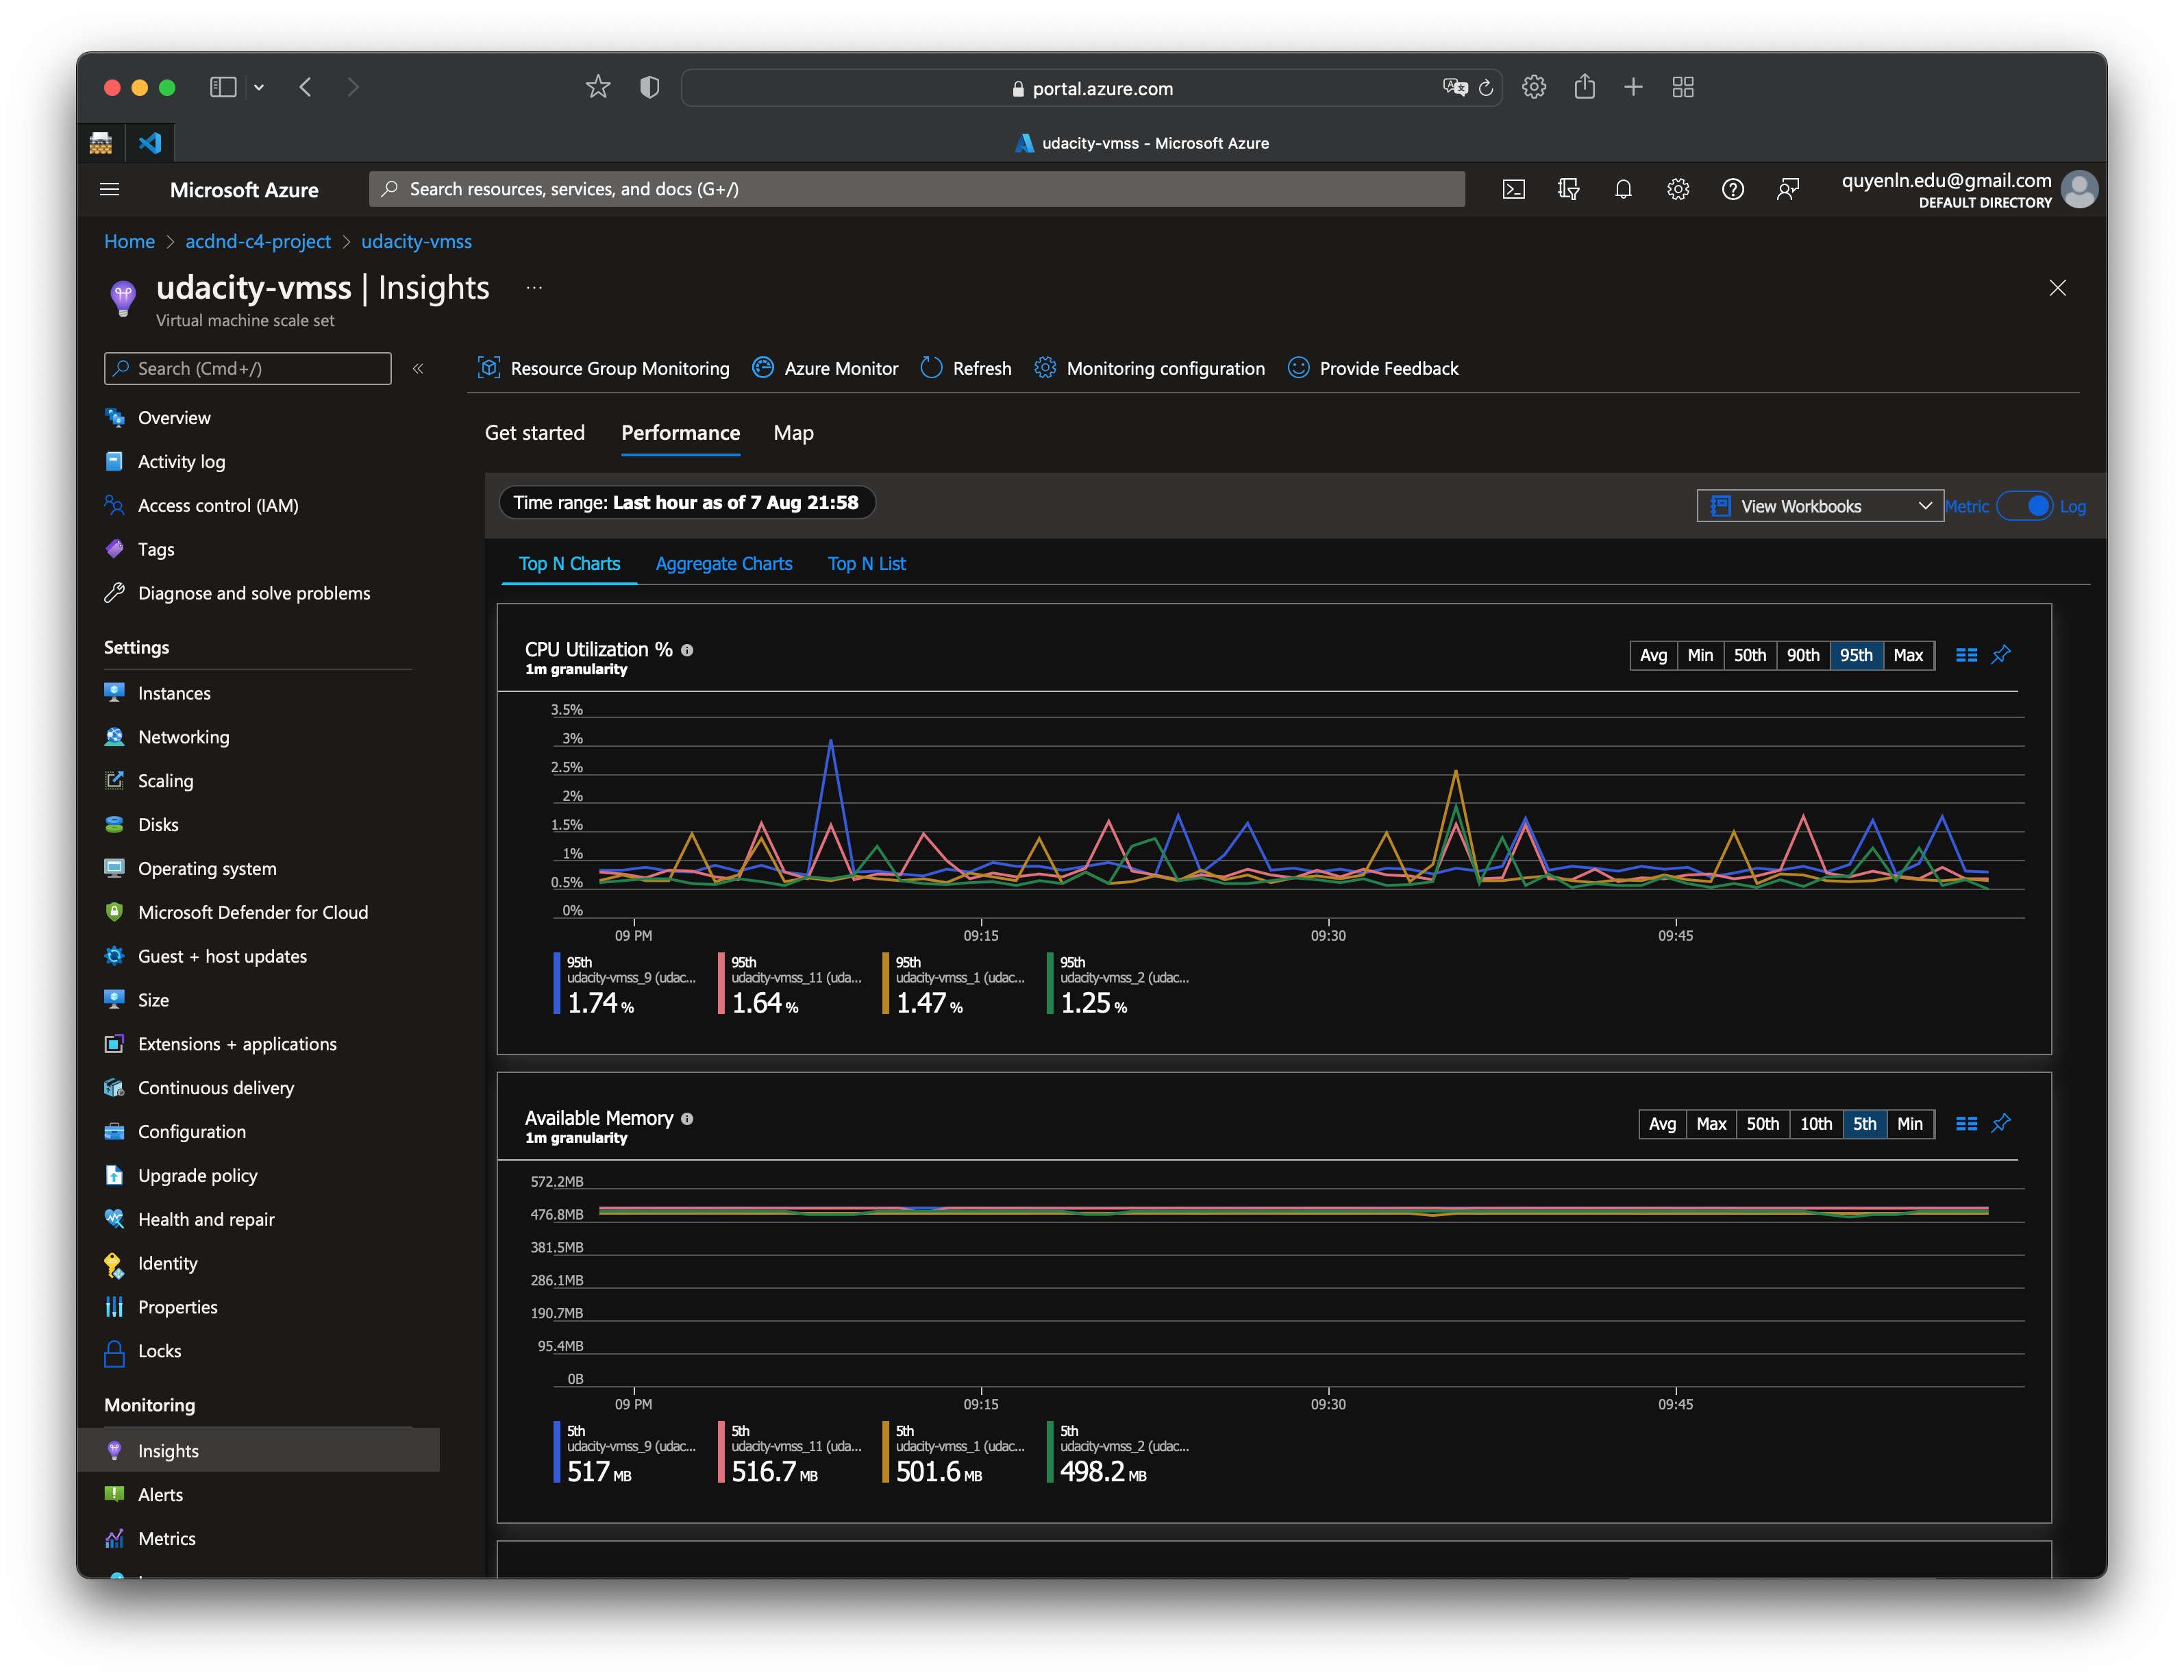 portal.azure.com
udacity-vmss - Microsoft Azure
Microsoft Azure
Search resources, services, and docs (G+/)
quyenln.edu@gmail.com
DEFAULT DIRECTORY
Home > acdnd-c4-project > udacity-vmss
udacity-vmss | Insights ...
Virtual machine scale set
Search (Cmd+/)
«
Overview
Activity log
Access control (IAM)
Tags
Diagnose and solve problems
Settings
Instances
Networking
Scaling
Disks
Operating system
Microsoft Defender for Cloud
Guest + host updates
Size
Extensions + applications
Continuous delivery
Configuration
Upgrade policy
Health and repair
Identity
Properties
Locks
Monitoring
Insights
Alerts
Metrics
Resource Group Monitoring Azure Monitor Refresh Monitoring configuration Provide Feedback
Get started Performance Map
Time range: Last hour as of 7 Aug 21:58
View Workbooks
Metric Log
Top N Charts Aggregate Charts Top N List
CPU Utilization %
1m granularity
Avg Min 50th 90th 95th Max
3.5%
3%
2.5%
2%
1.5%
1%
0.5%
0%
09 PM 09:15 09:30 09:45
95th 95th 95th 95th
udacity-vmss_9 (udac... udacity-vmss_11 (uda... udacity-vmss_1 (udac... udacity-vmss_2 (udac...
1.74 % 1.64 % 1.47 % 1.25 %
Available Memory
1m granularity
Avg Max 50th 10th 5th Min
572.2MB
476.8MB
381.5MB
286.1MB
190.7MB
95.4MB
0B
09 PM 09:15 09:30 09:45
5th 5th 5th 5th
udacity-vmss_9 (udac... udacity-vmss_11 (uda... udacity-vmss_1 (udac... udacity-vmss_2 (udac...
517 MB 516.7 MB 501.6 MB 498.2 MB